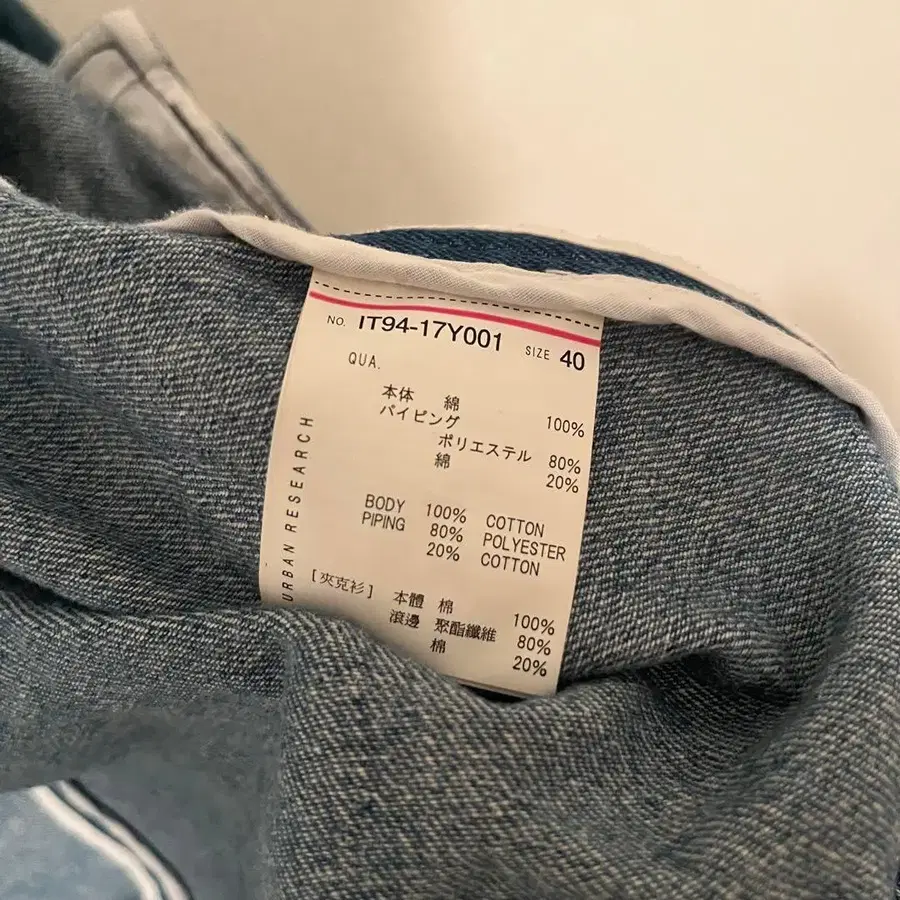 NO. IT94-17Y001 SIZE 40
QUA.
本体 綿 100%
パイピング
ポリエステル 80%
綿 20%
BODY 100% COTTON
PIPING 80% POLYESTER
20% COTTON
[夾克衫] 本體 棉 100%
滾邊 聚酯纖維 80%
棉 20%
URBAN RESEARCH